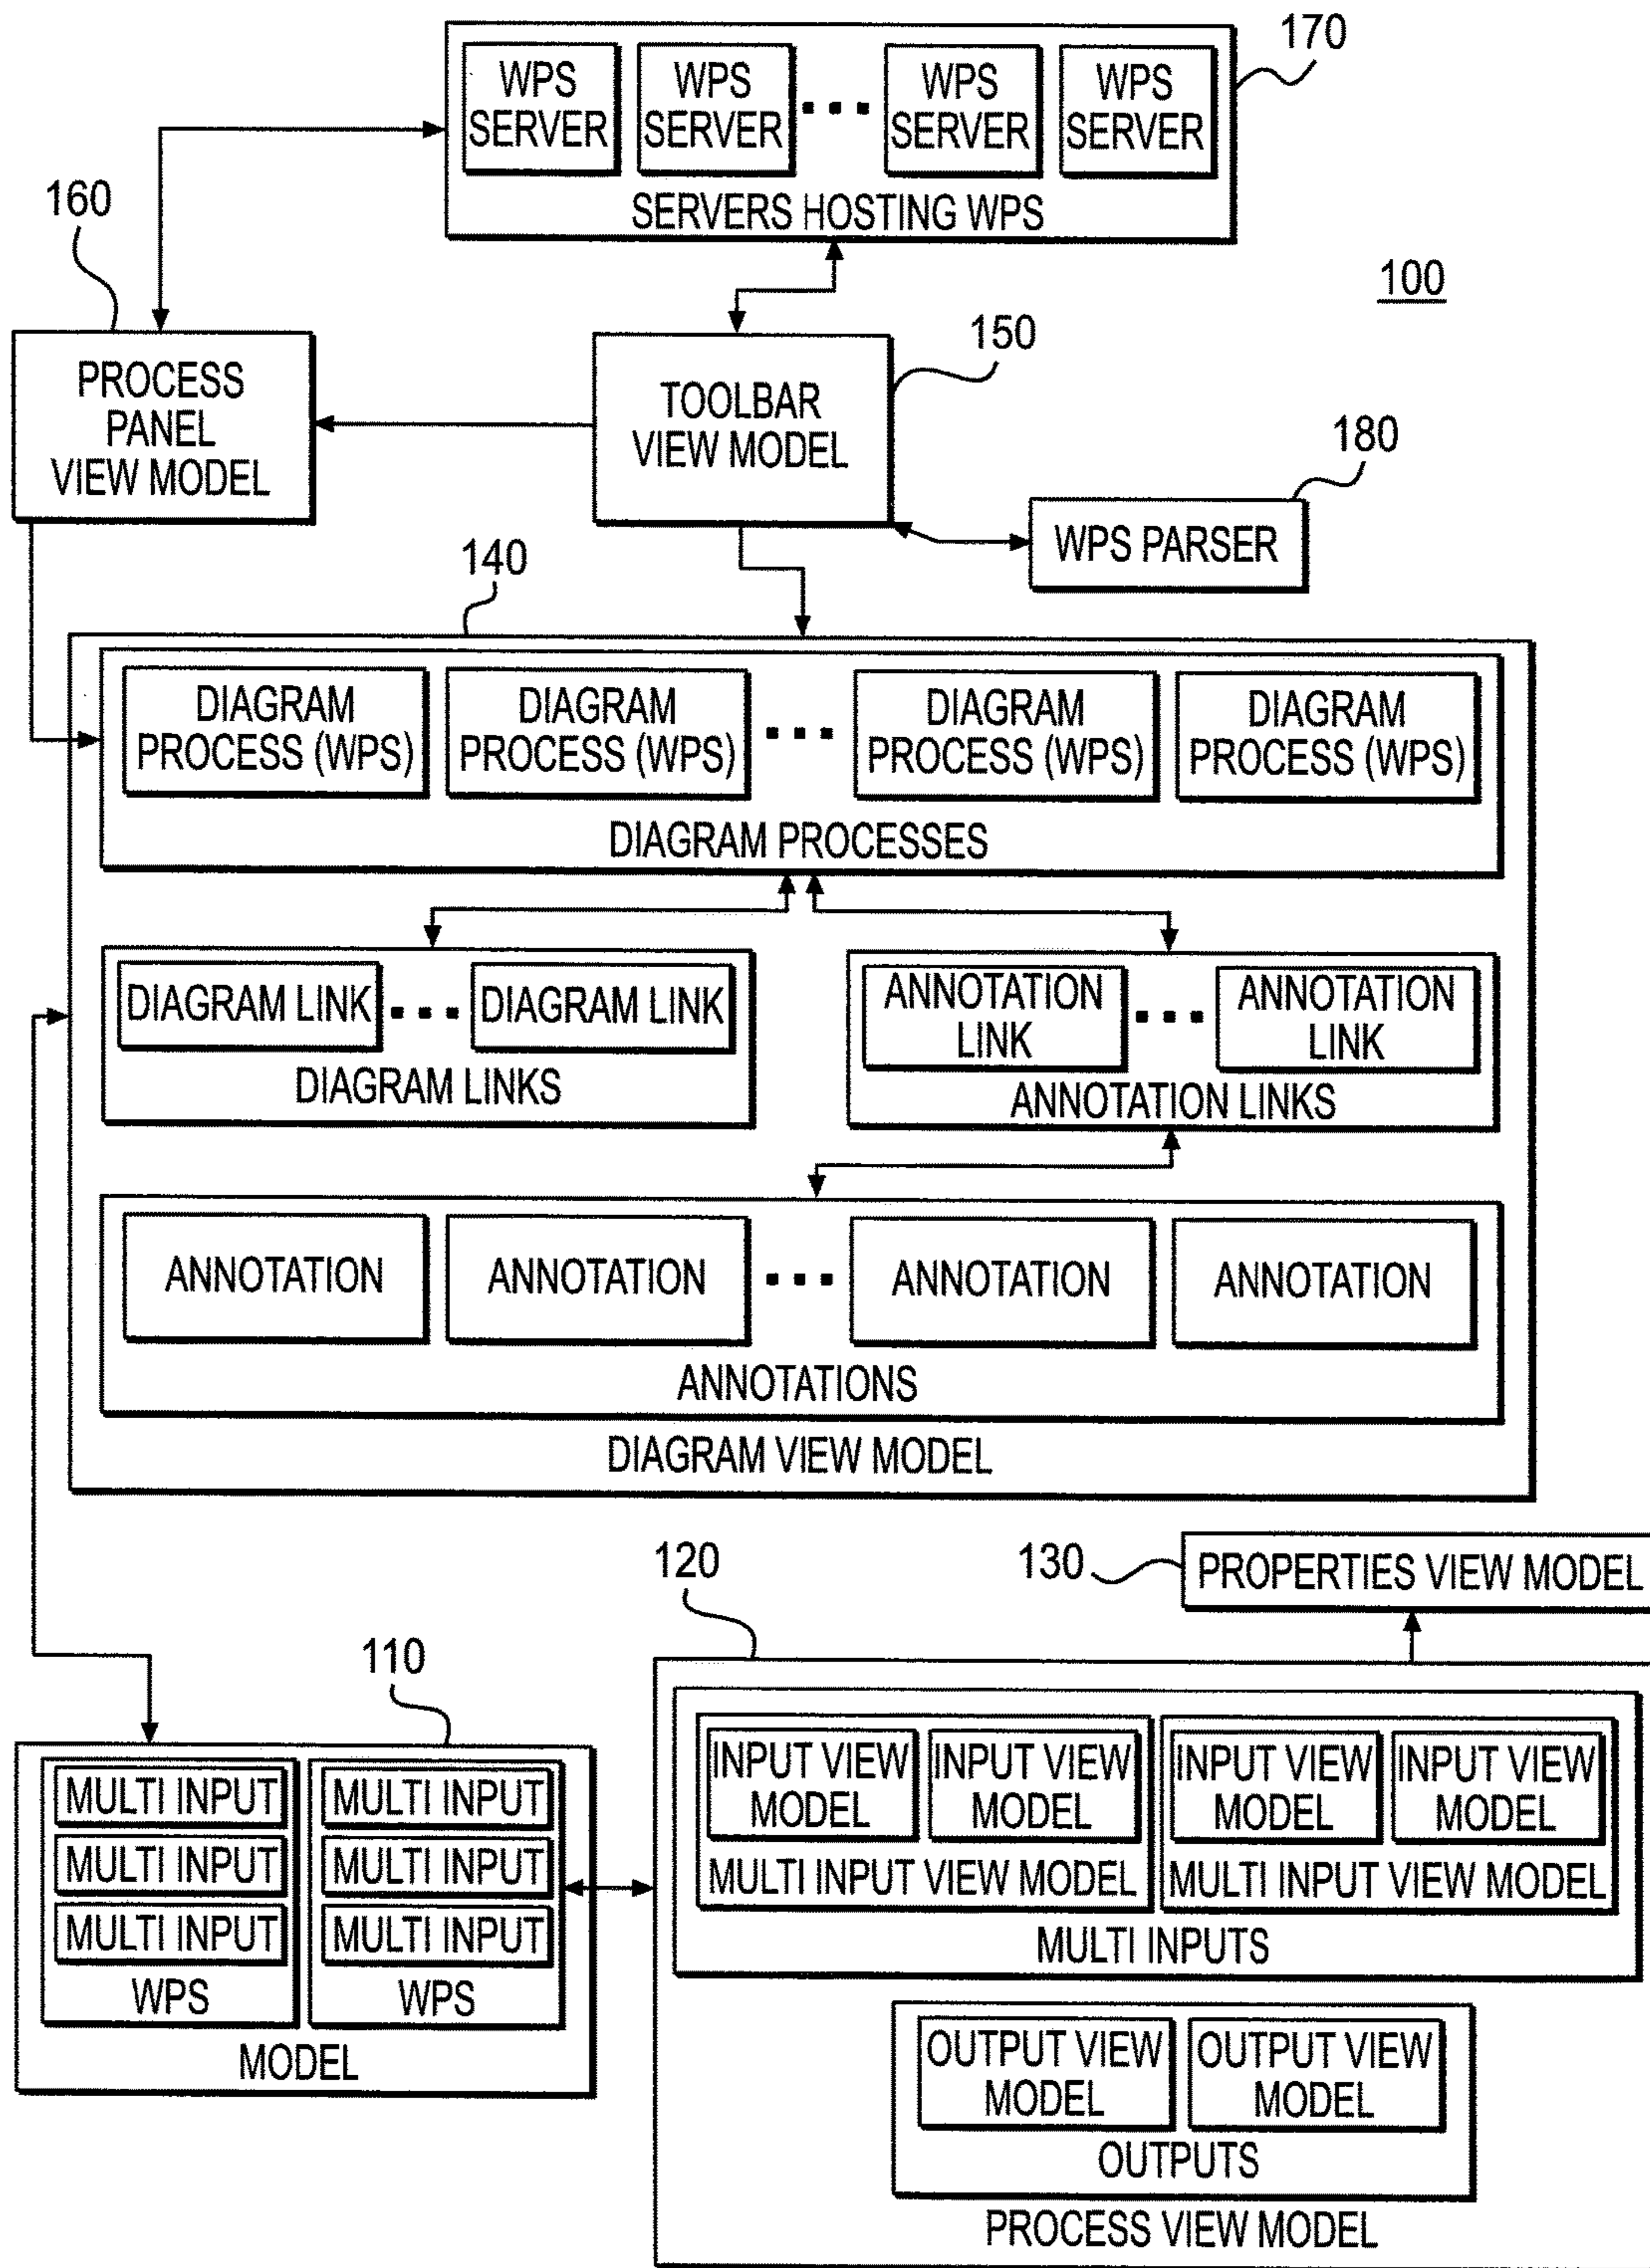 170
WPS SERVER
WPS SERVER
WPS SERVER
WPS SERVER
SERVERS HOSTING WPS
160
100
150
PROCESS
PANEL
VIEW MODEL
TOOLBAR
VIEW MODEL
180
WPS PARSER
140
DIAGRAM
PROCESS (WPS)
DIAGRAM
PROCESS (WPS)
DIAGRAM
PROCESS (WPS)
DIAGRAM
PROCESS (WPS)
DIAGRAM PROCESSES
DIAGRAM LINK
DIAGRAM LINK
DIAGRAM LINKS
ANNOTATION
LINK
ANNOTATION
LINK
ANNOTATION LINKS
ANNOTATION
ANNOTATION
ANNOTATION
ANNOTATION
ANNOTATIONS
DIAGRAM VIEW MODEL
120
130
PROPERTIES VIEW MODEL
110
MULTI INPUT
MULTI INPUT
MULTI INPUT
WPS
MULTI INPUT
MULTI INPUT
MULTI INPUT
WPS
MODEL
INPUT VIEW
MODEL
INPUT VIEW
MODEL
MULTI INPUT VIEW MODEL
INPUT VIEW
MODEL
INPUT VIEW
MODEL
MULTI INPUT VIEW MODEL
MULTI INPUTS
OUTPUT VIEW
MODEL
OUTPUT VIEW
MODEL
OUTPUTS
PROCESS VIEW MODEL